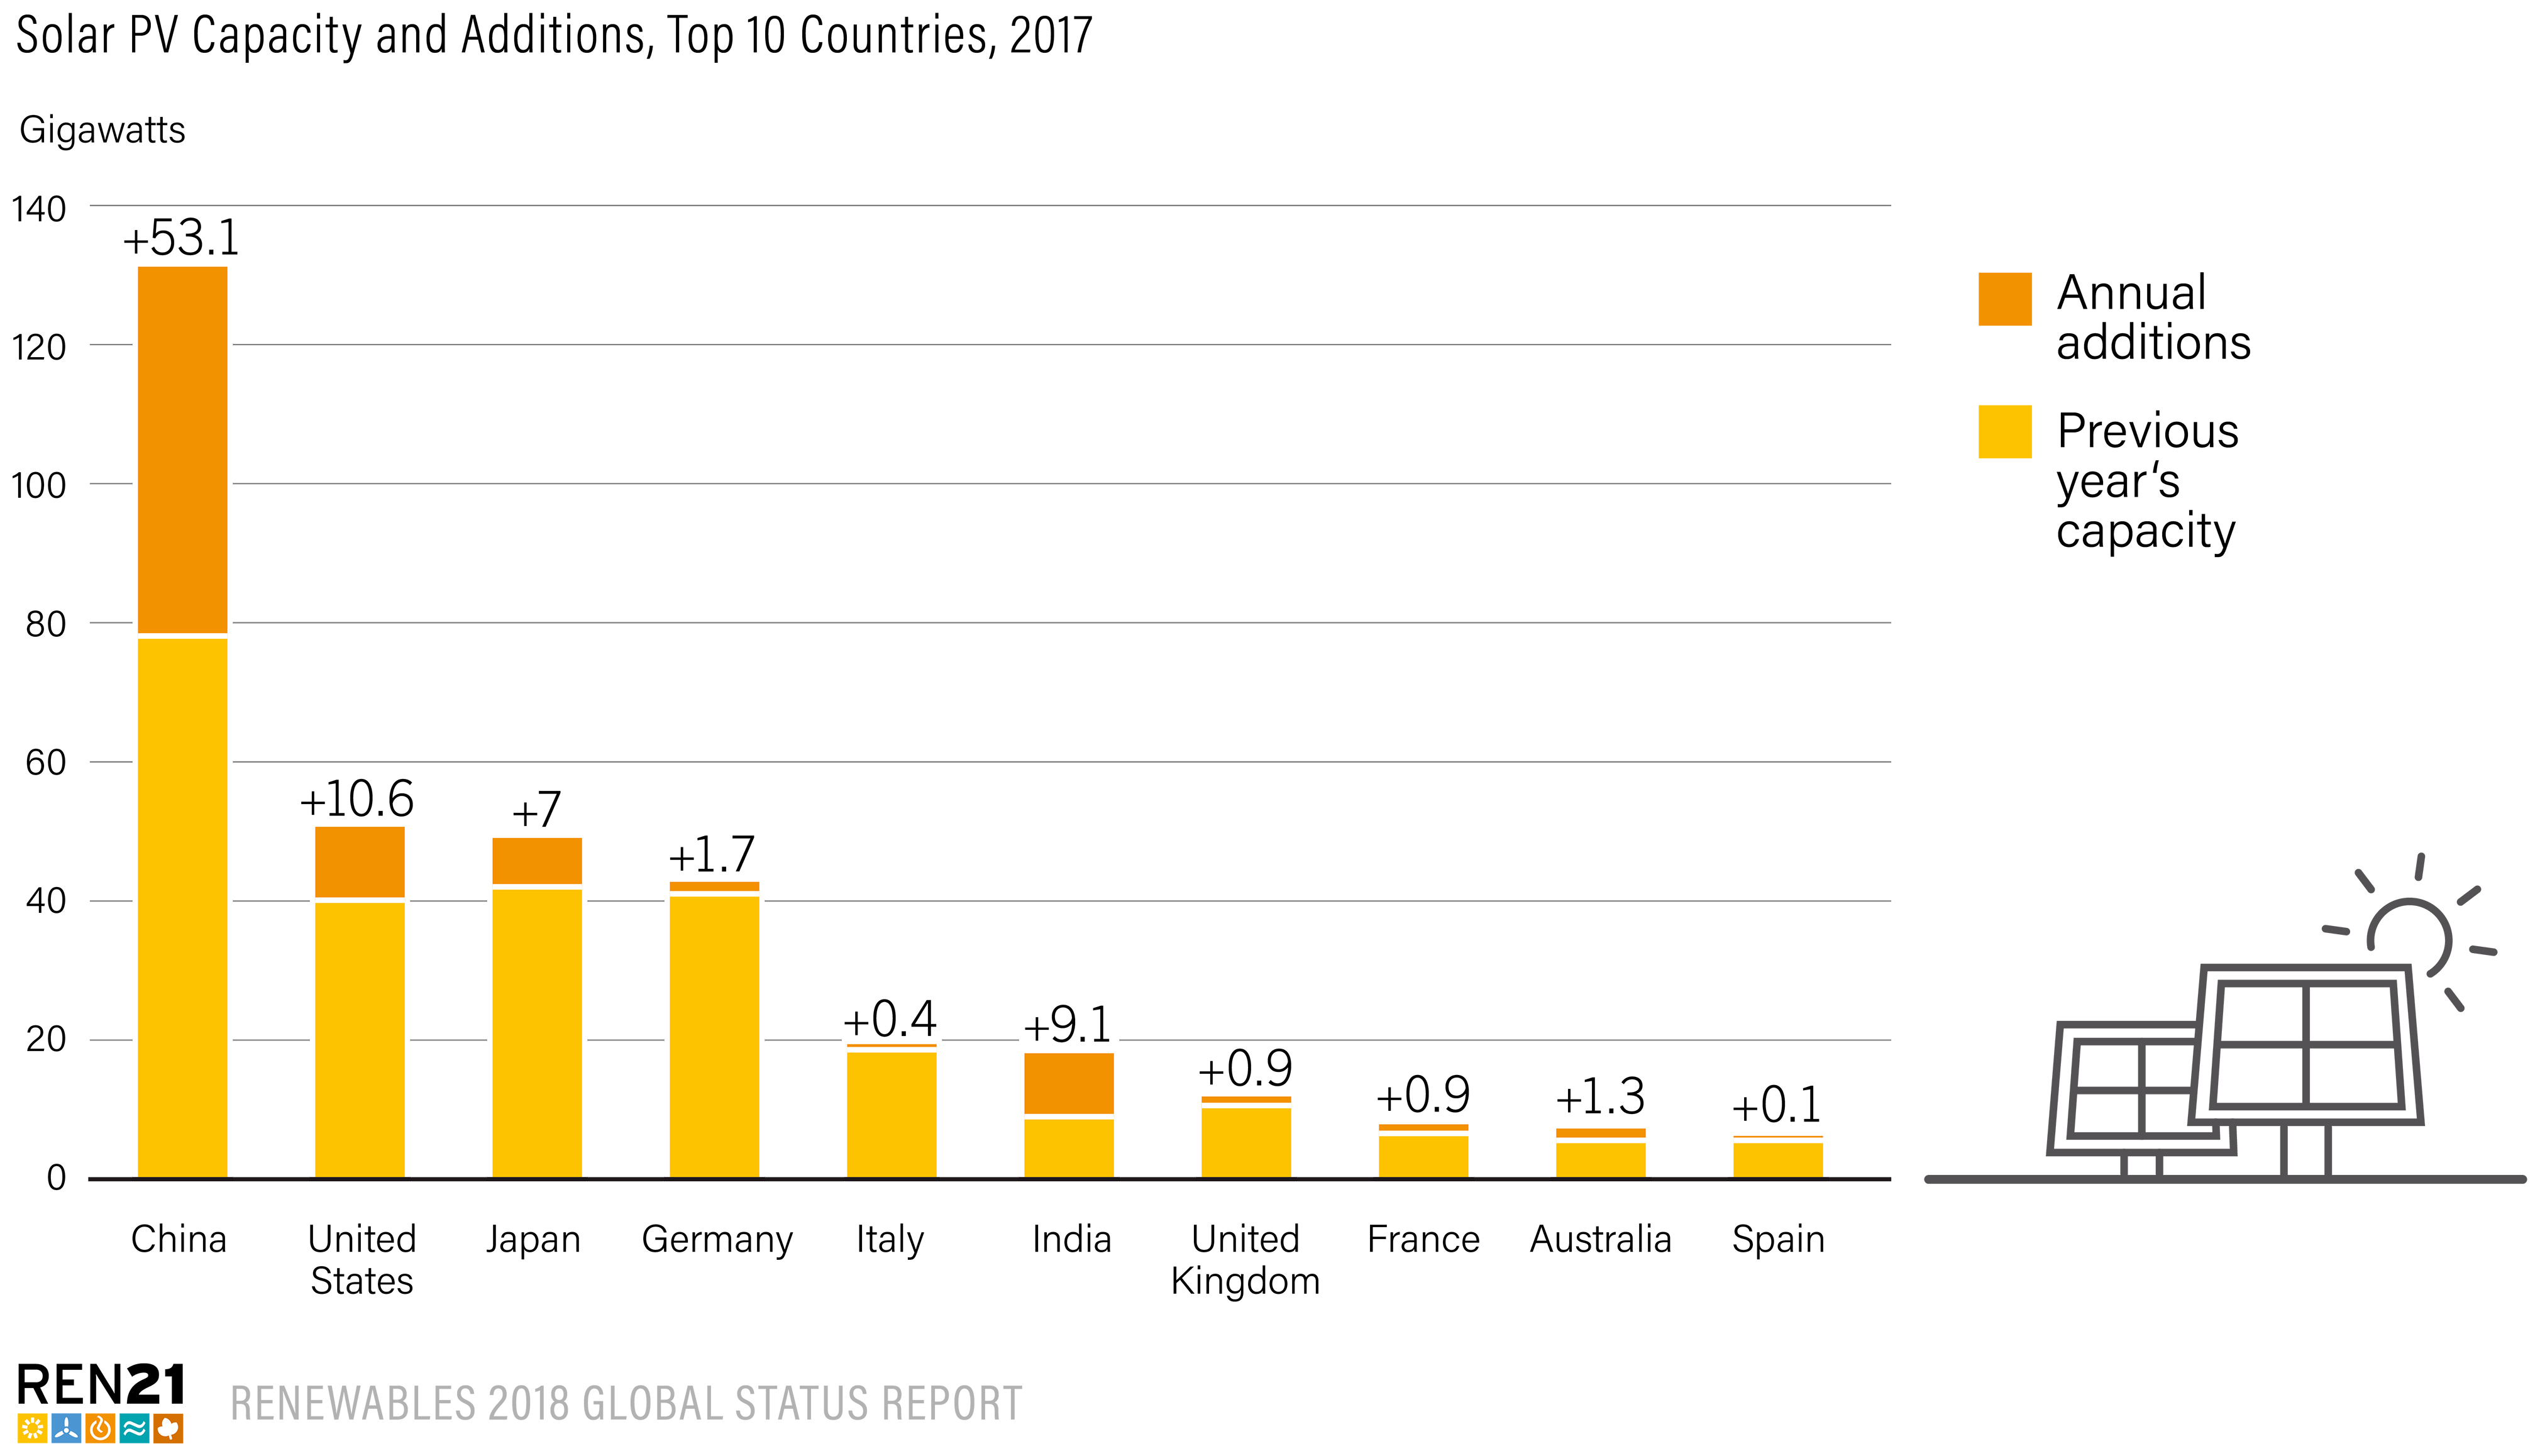 Solar PV Capacity and Additions, Top 10 Countries, 2017
Gigawatts
140
120
100
80
60
40
20
0
+53.1
+10.6
+7
+1.7
+0.4
+9.1
+0.9
+0.9
+1.3
+0.1
China
United
States
Japan
Germany
Italy
India
United
Kingdom
France
Australia
Spain
Annual
additions
Previous
year‘s
capacity
REN21
RENEWABLES 2018 GLOBAL STATUS REPORT